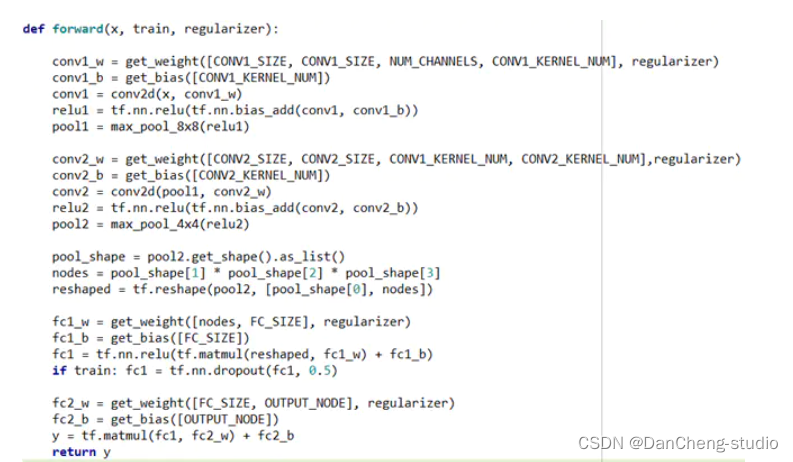 def forward(x, train, regularizer):
conv1_w = get_weight([CONV1_SIZE, CONV1_SIZE, NUM_CHANNELS, CONV1_KERNEL_NUM], regularizer)
conv1_b = get_bias([CONV1_KERNEL_NUM])
conv1 = conv2d(x, conv1_w)
relu1 = tf.nn.relu(tf.nn.bias_add(conv1, conv1_b))
pool1 = max_pool_8x8(relu1)
conv2_w = get_weight([CONV2_SIZE, CONV2_SIZE, CONV1_KERNEL_NUM, CONV2_KERNEL_NUM],regularizer)
conv2_b = get_bias([CONV2_KERNEL_NUM])
conv2 = conv2d(pool1, conv2_w)
relu2 = tf.nn.relu(tf.nn.bias_add(conv2, conv2_b))
pool2 = max_pool_4x4(relu2)
pool_shape = pool2.get_shape().as_list()
nodes = pool_shape[1] * pool_shape[2] * pool_shape[3]
reshaped = tf.reshape(pool2, [pool_shape[0], nodes])
fc1_w = get_weight([nodes, FC_SIZE], regularizer)
fc1_b = get_bias([FC_SIZE])
fc1 = tf.nn.relu(tf.matmul(reshaped, fc1_w) + fc1_b)
if train: fc1 = tf.nn.dropout(fc1, 0.5)
fc2_w = get_weight([FC_SIZE, OUTPUT_NODE], regularizer)
fc2_b = get_bias([OUTPUT_NODE])
y = tf.matmul(fc1, fc2_w) + fc2_b
return y
CSDN @DanCheng-studio